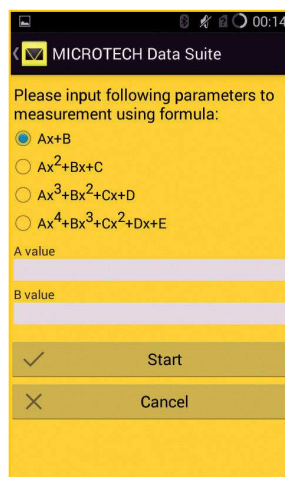 00:14
MICROTECH Data Suite
Please input following parameters to
measurement using formula:
Ax+B
Ax²+Bx+C
Ax³+Bx²+Cx+D
Ax⁴+Bx³+Cx²+Dx+E
A value
B value
Start
Cancel